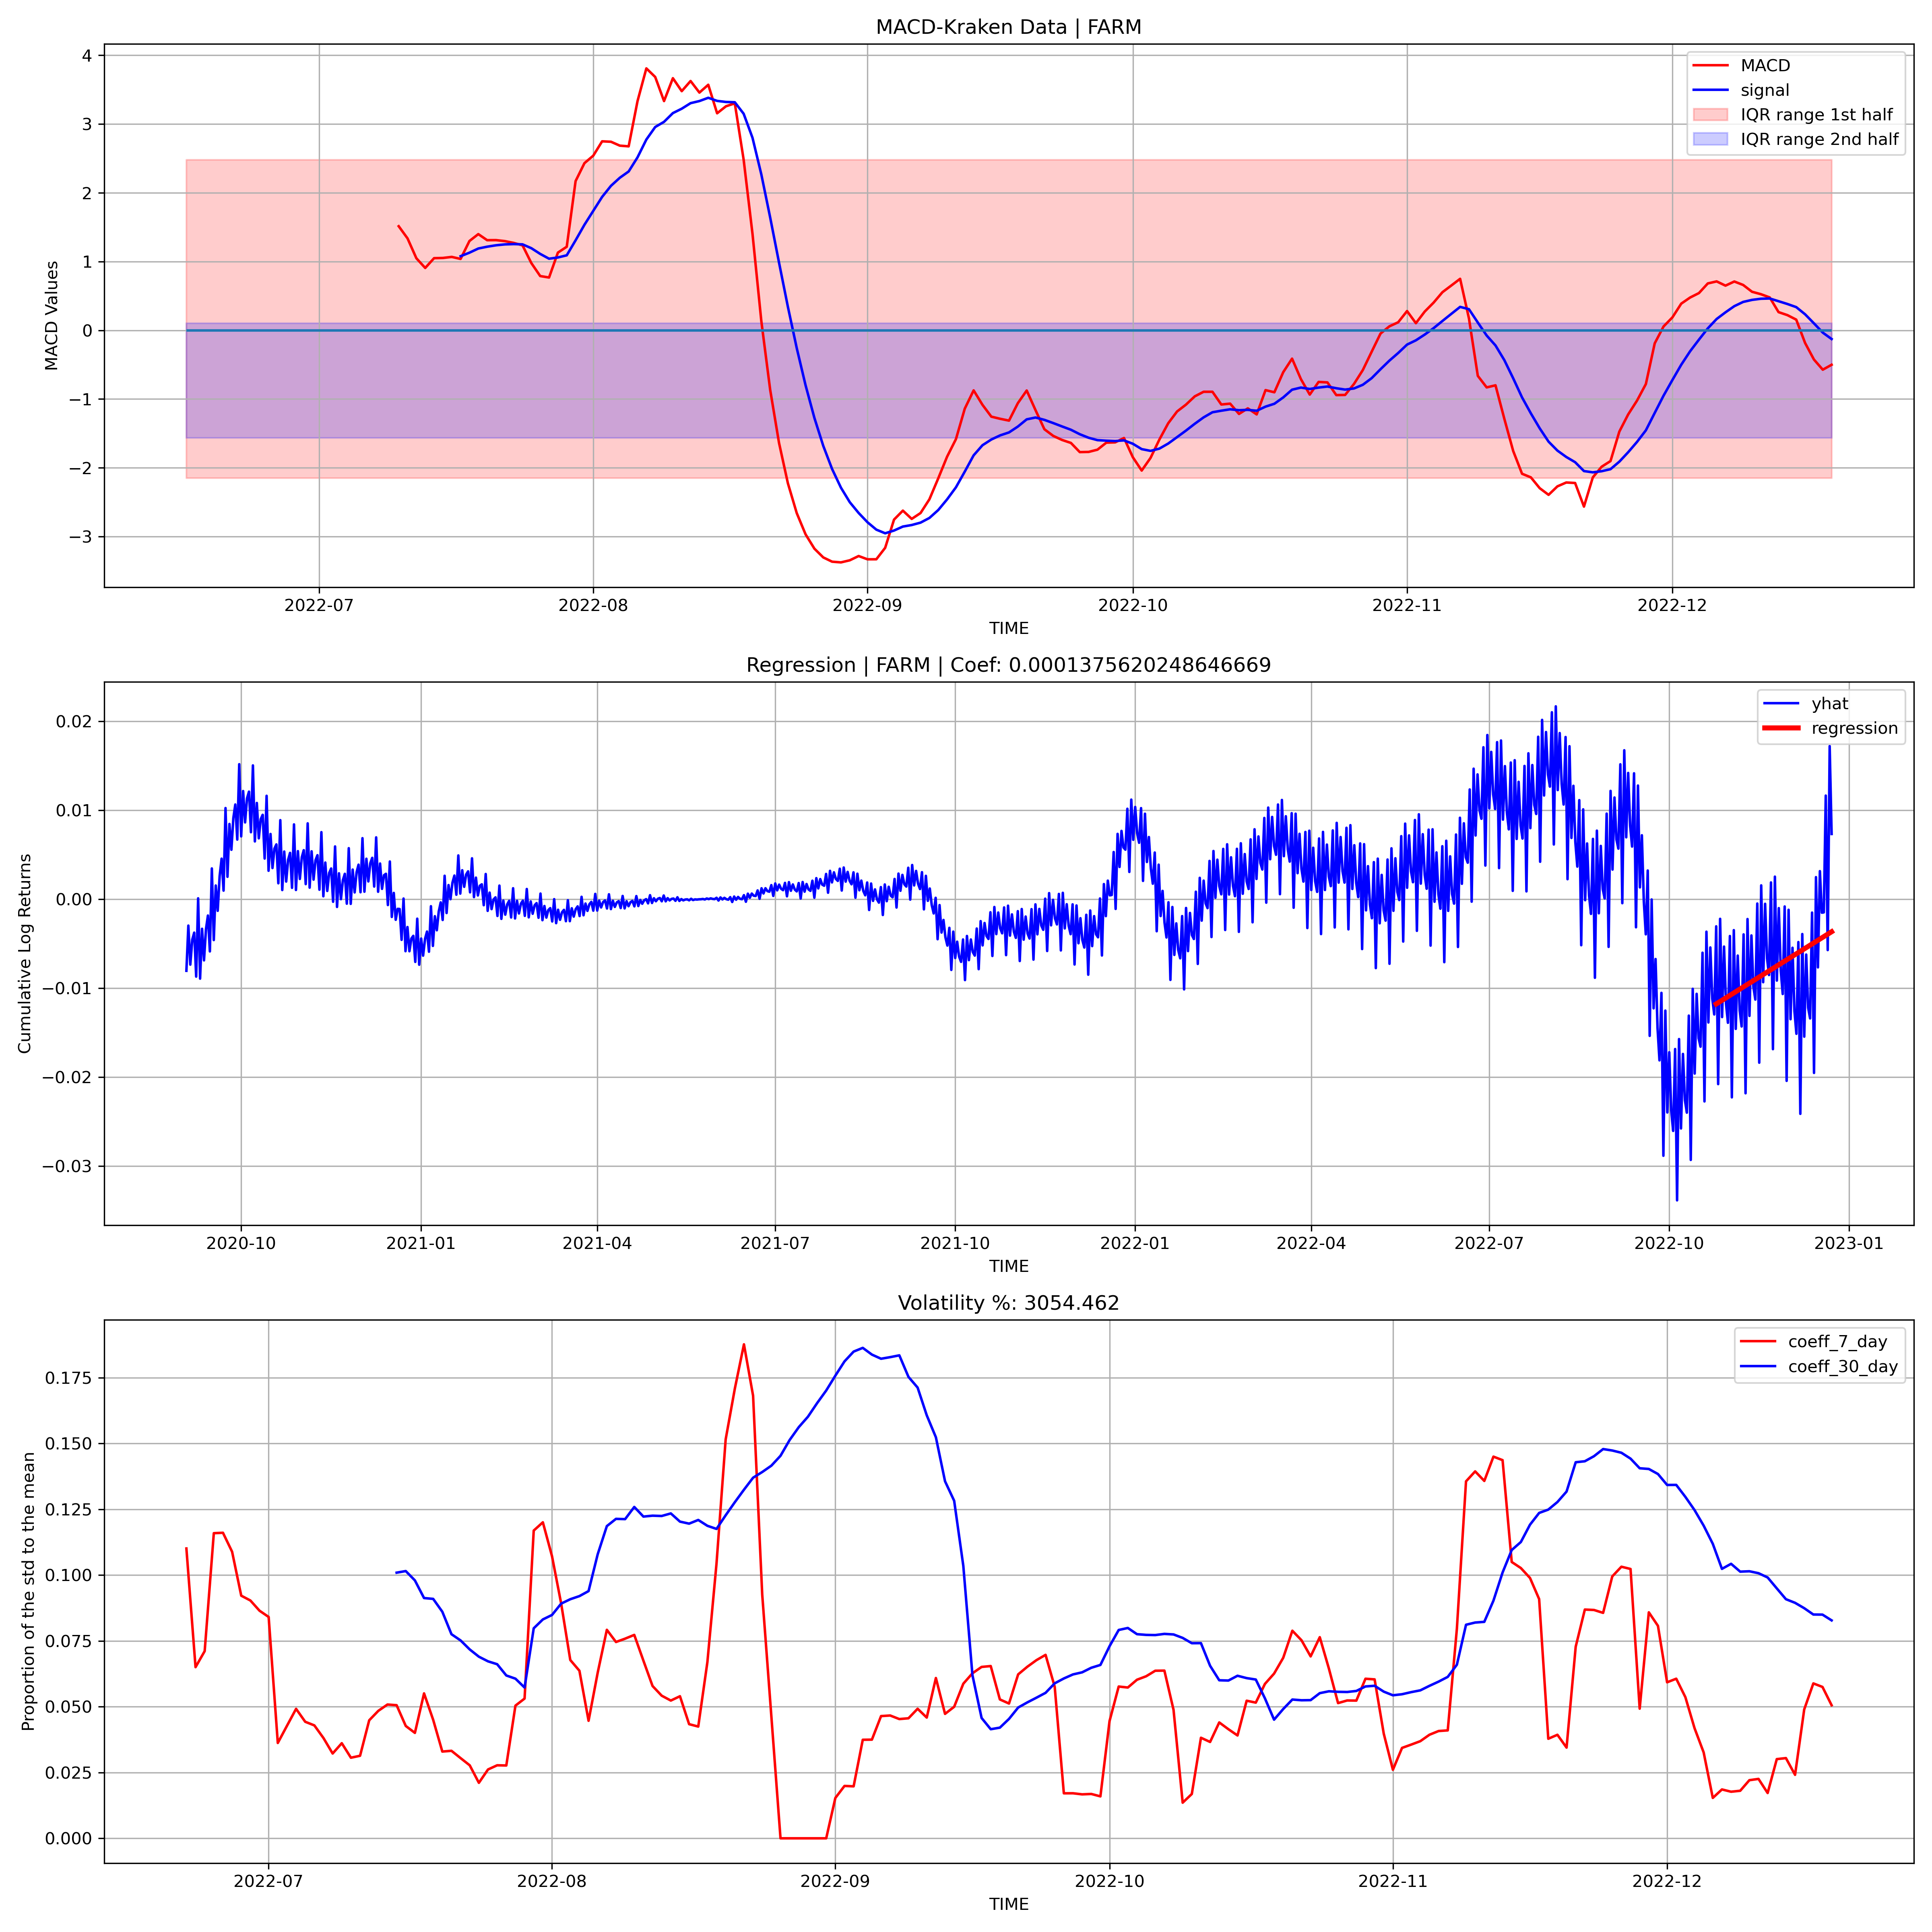 MACD-Kraken Data | FARM
MACD Values
4
3
2
1
0
−1
−2
−3
MACD
signal
IQR range 1st half
IQR range 2nd half
2022-07
2022-08
2022-09
2022-10
2022-11
2022-12
TIME
Regression | FARM | Coef: 0.0001375620248646669
Cumulative Log Returns
0.02
0.01
0.00
−0.01
−0.02
−0.03
yhat
regression
2020-10
2021-01
2021-04
2021-07
2021-10
2022-01
2022-04
2022-07
2022-10
2023-01
TIME
Volatility %: 3054.462
Proportion of the std to the mean
0.175
0.150
0.125
0.100
0.075
0.050
0.025
0.000
coeff_7_day
coeff_30_day
2022-07
2022-08
2022-09
2022-10
2022-11
2022-12
TIME